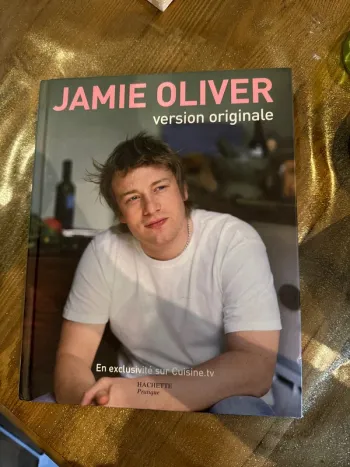 JAMIE OLIVER
version originale
En exclusivité sur Cuisine.tv
HACHETTE
Pratique